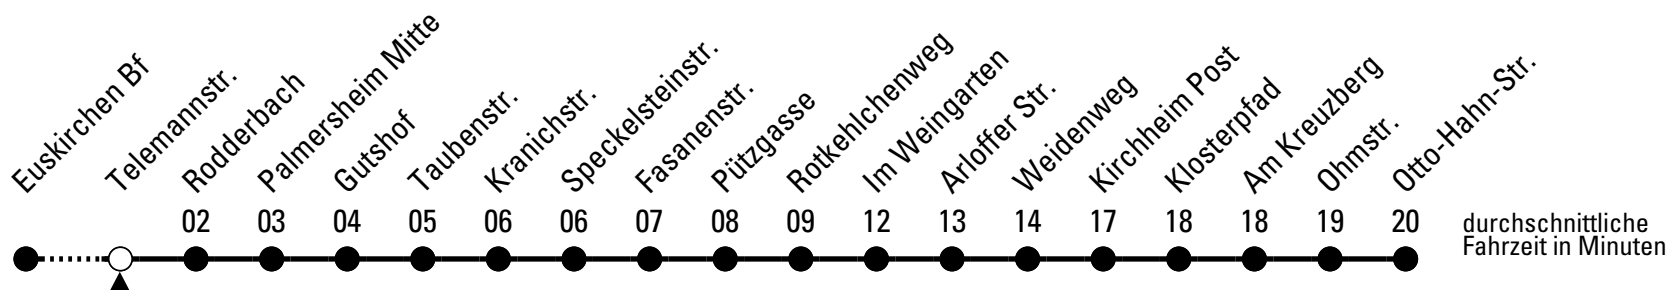 Euskirchen Bf
Telemannstr.
Rodderbach
Palmersheim Mitte
Gutshof
Taubenstr.
Kranichstr.
Speckelsteinstr.
Fasanenstr.
Pützgasse
Rotkehlchenweg
Im Weingarten
Arloffer Str.
Weidenweg
Kirchheim Post
Klosterpfad
Am Kreuzberg
Ohmstr.
Otto-Hahn-Str.
02 03 04 05 06 06 07 08 09 12 13 14 17 18 18 19 20
durchschnittliche
Fahrzeit in Minuten